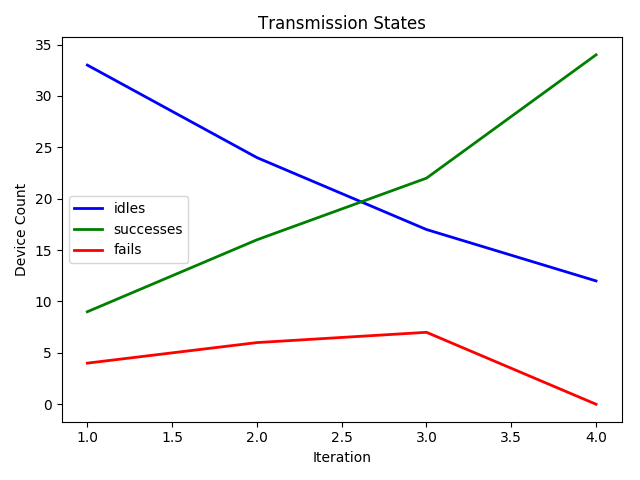 Transmission States
35
30
25
20
15
10
5
0
Device Count
idles
successes
fails
1.0 1.5 2.0 2.5 3.0 3.5 4.0
Iteration